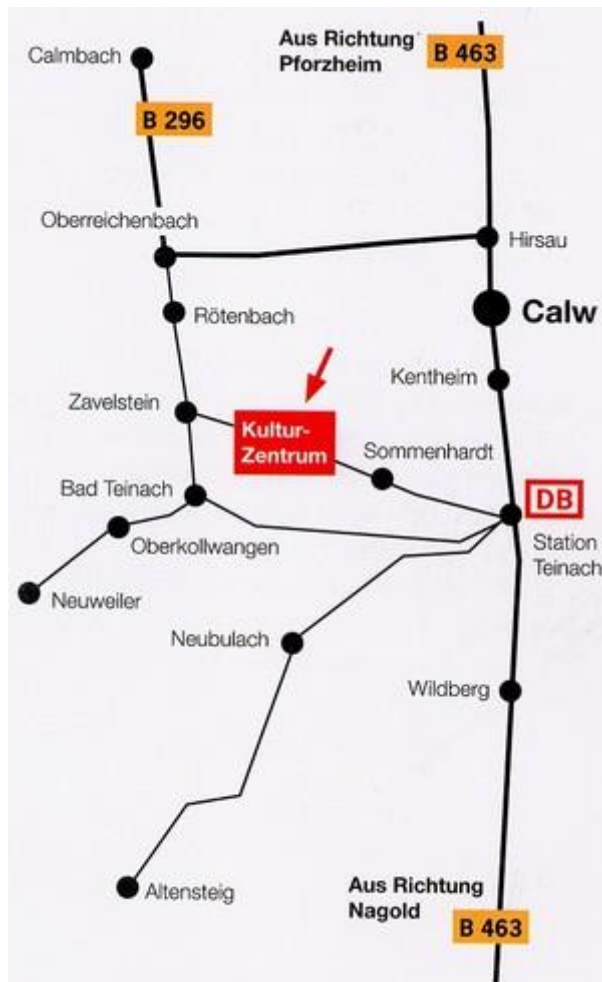 Aus Richtung
Pforzheim
B 463
Calmbach
B 296
Oberreichenbach
Hirsau
Rötenbach
Calw
Kentheim
Zavelstein
Kultur-
Zentrum
Sommenhardt
Bad Teinach
DB
Oberkollwangen
Station
Teinach
Neuweiler
Neubulach
Wildberg
Altensteig
Aus Richtung
Nagold
B 463